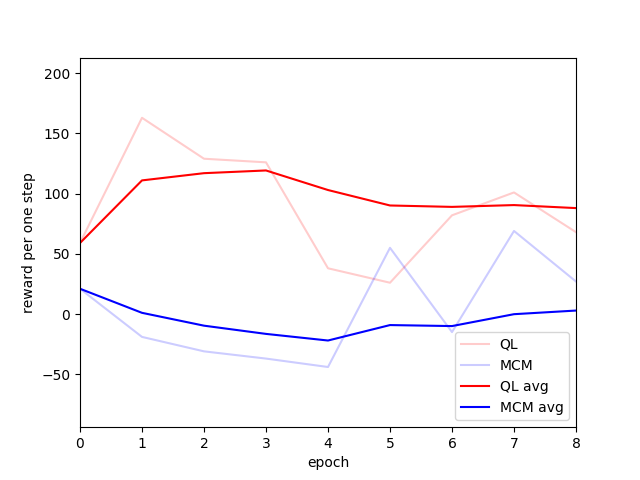 200
150
100
50
0
−50
reward per one step
0 1 2 3 4 5 6 7 8
epoch
QL
MCM
QL avg
MCM avg